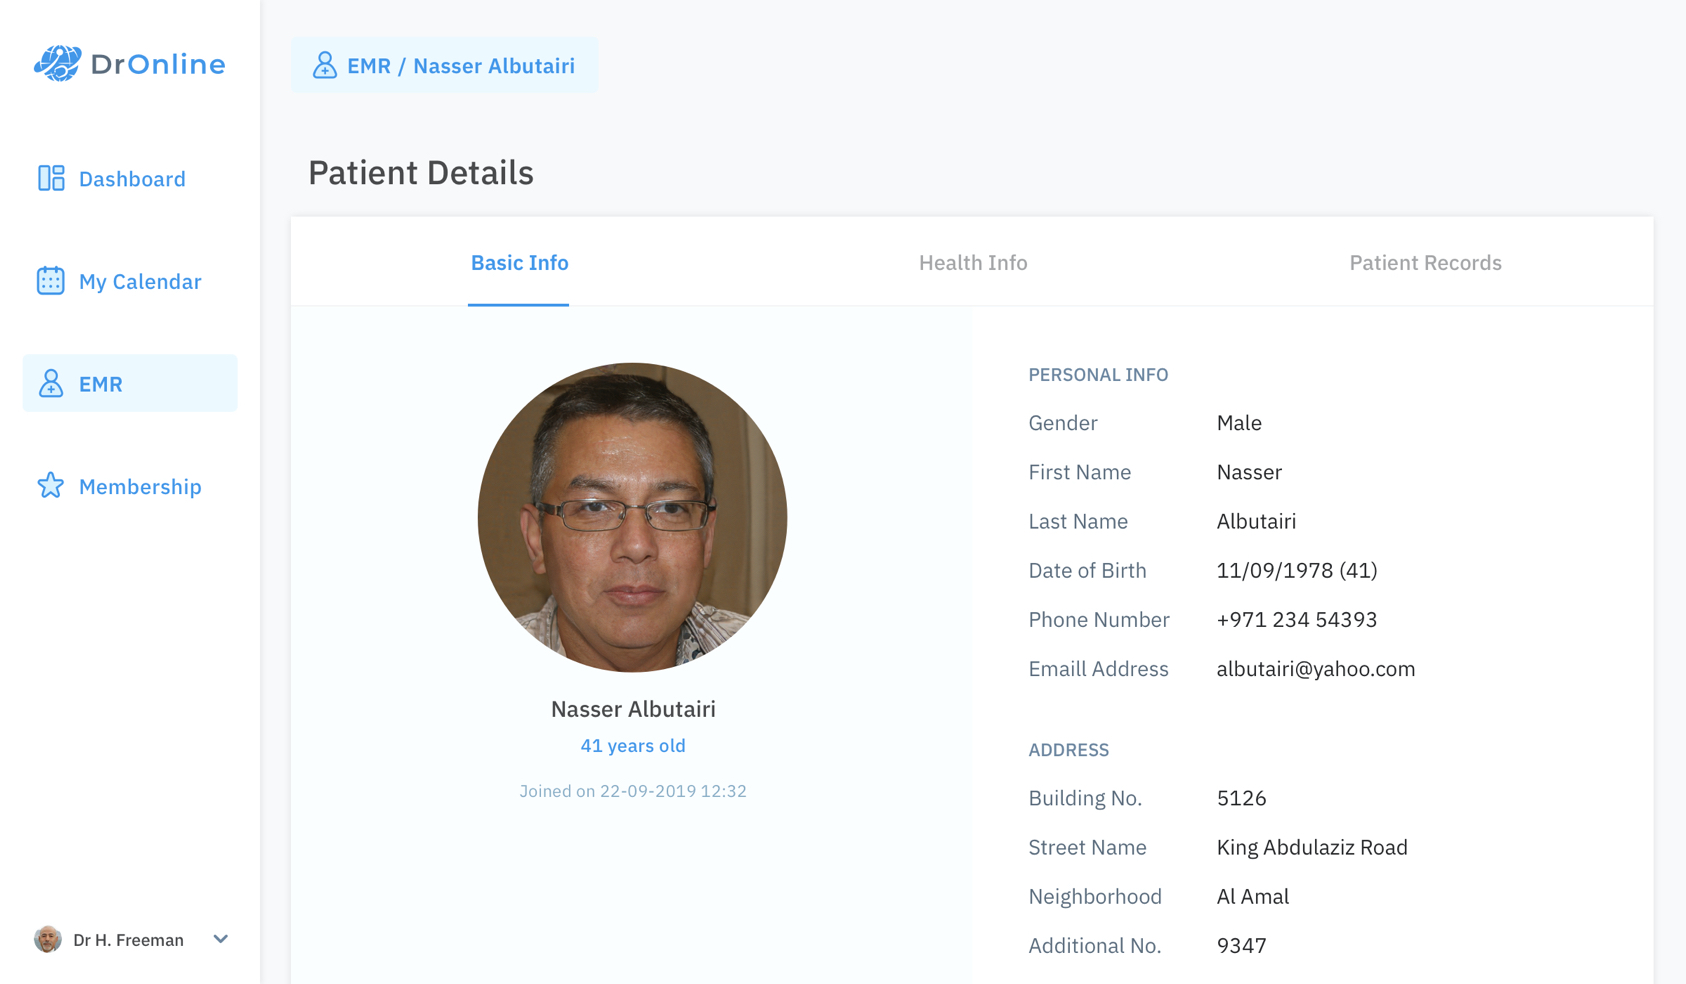 DrOnline
EMR / Nasser Albutairi
Dashboard
My Calendar
EMR
Membership
Dr H. Freeman
Patient Details
Basic Info
Health Info
Patient Records
Nasser Albutairi
41 years old
Joined on 22-09-2019 12:32
PERSONAL INFO
Gender Male
First Name Nasser
Last Name Albutairi
Date of Birth 11/09/1978 (41)
Phone Number +971 234 54393
Emaill Address albutairi@yahoo.com
ADDRESS
Building No. 5126
Street Name King Abdulaziz Road
Neighborhood Al Amal
Additional No. 9347